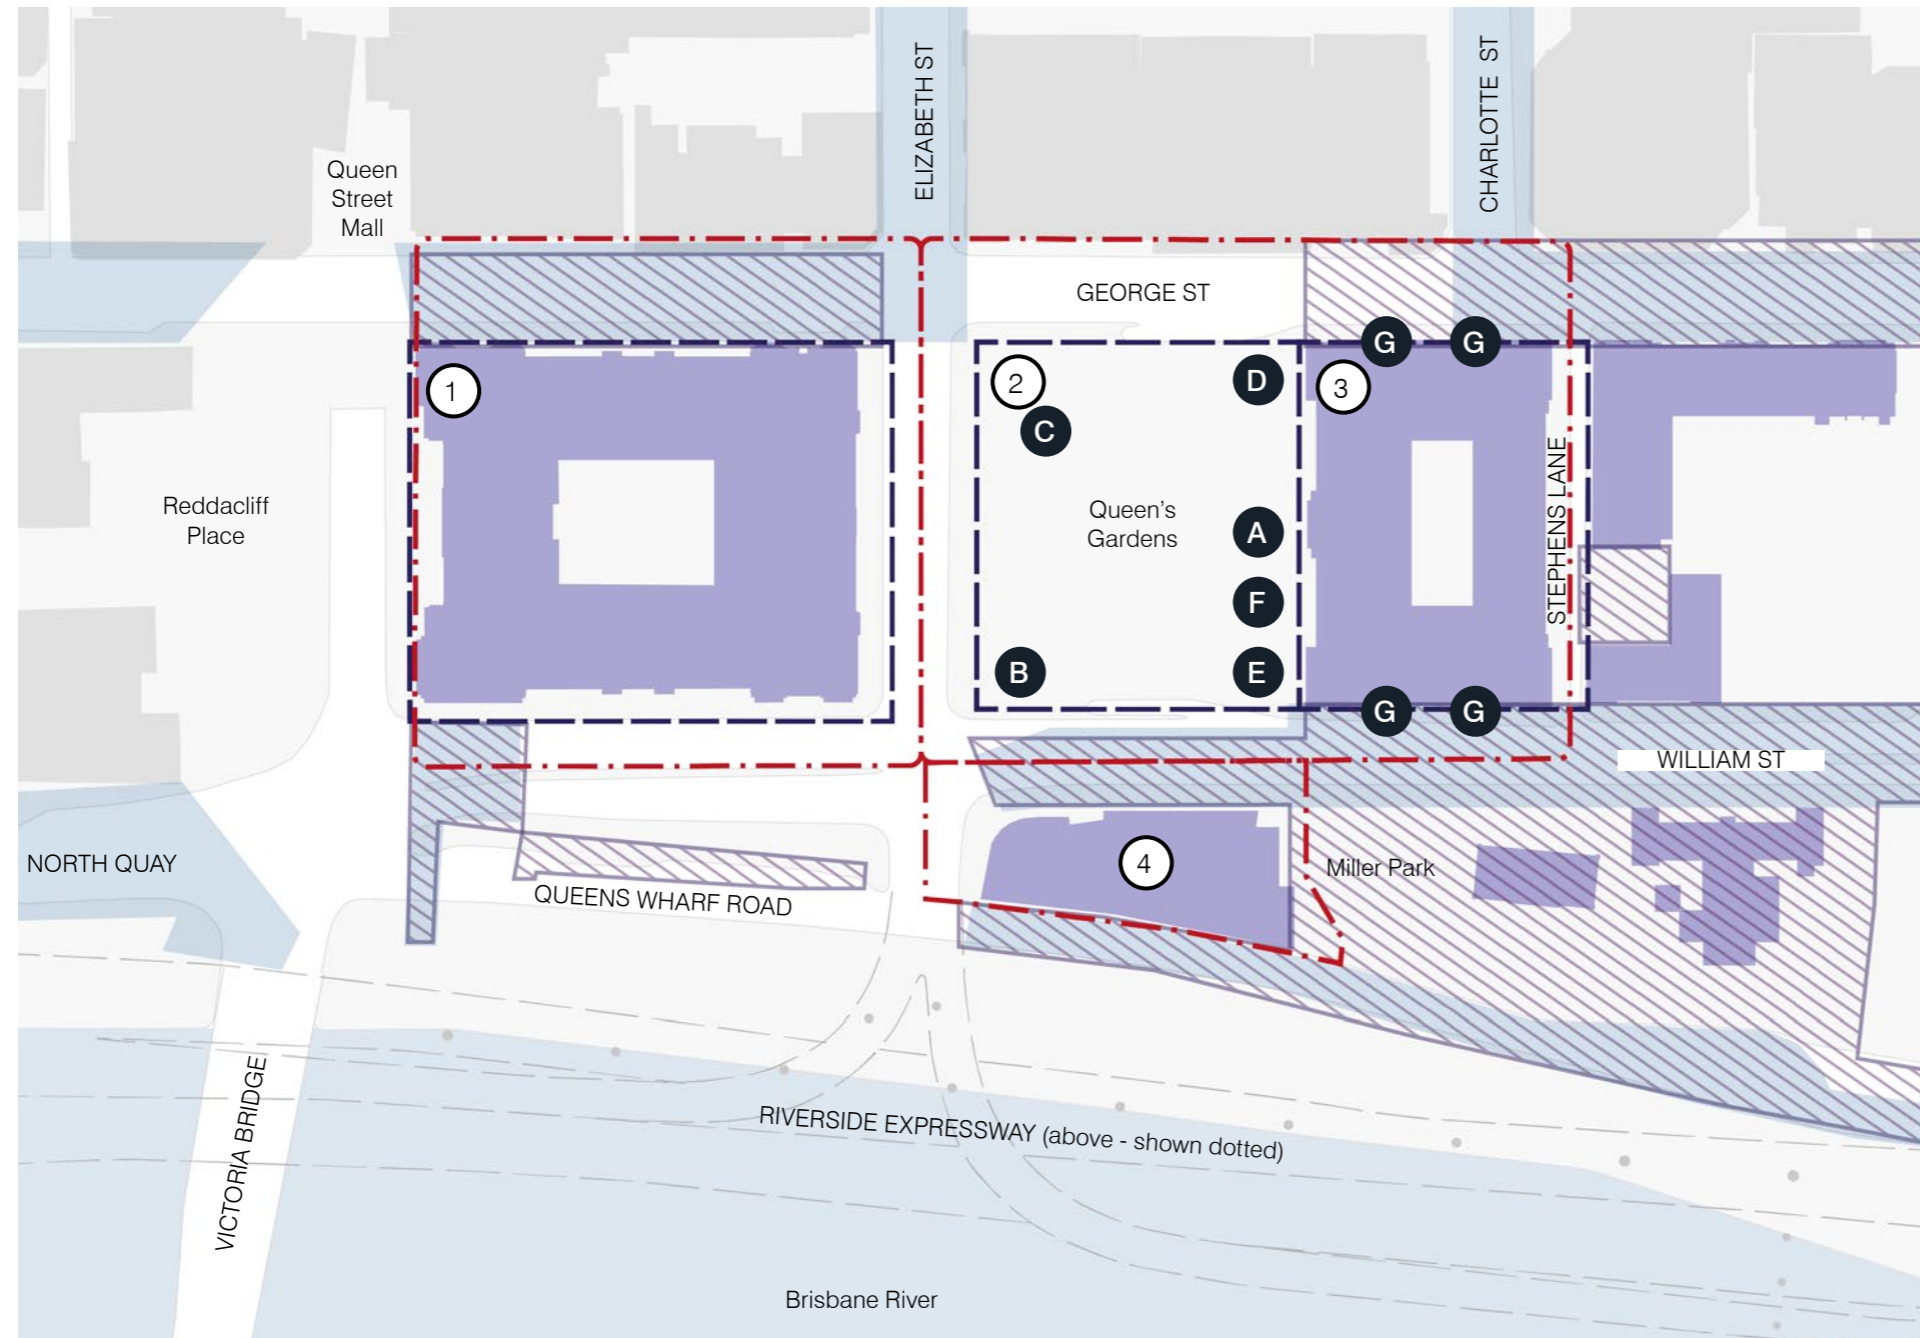 ELIZABETH ST
CHARLOTTE ST
Queen
Street
Mall
GEORGE ST
G
G
1
2
D
3
C
STEPHENS LANE
Reddacliff
Place
Queen's
Gardens
A
F
B
E
G
G
WILLIAM ST
4
NORTH QUAY
Miller Park
QUEENS WHARF ROAD
VICTORIA BRIDGE
RIVERSIDE EXPRESSWAY (above - shown dotted)
Brisbane River